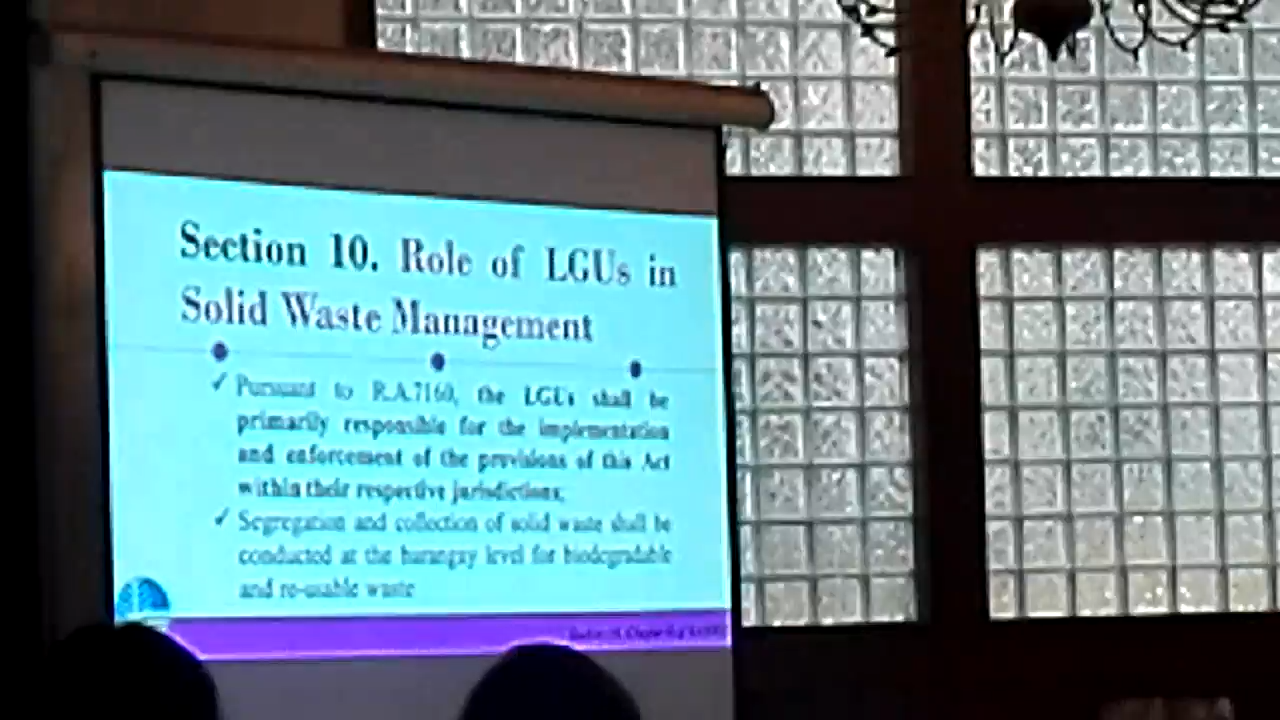 Section 10. Role of LGUs in
Solid Waste Management
✓ Pursuant to R.A.7160, the LGUs shall be
primarily responsible for the implementation
and enforcement of the provisions of this Act
within their respective jurisdictions;
✓ Segregation and collection of solid waste shall be
conducted at the barangay level for biodegradable
and re-usable waste